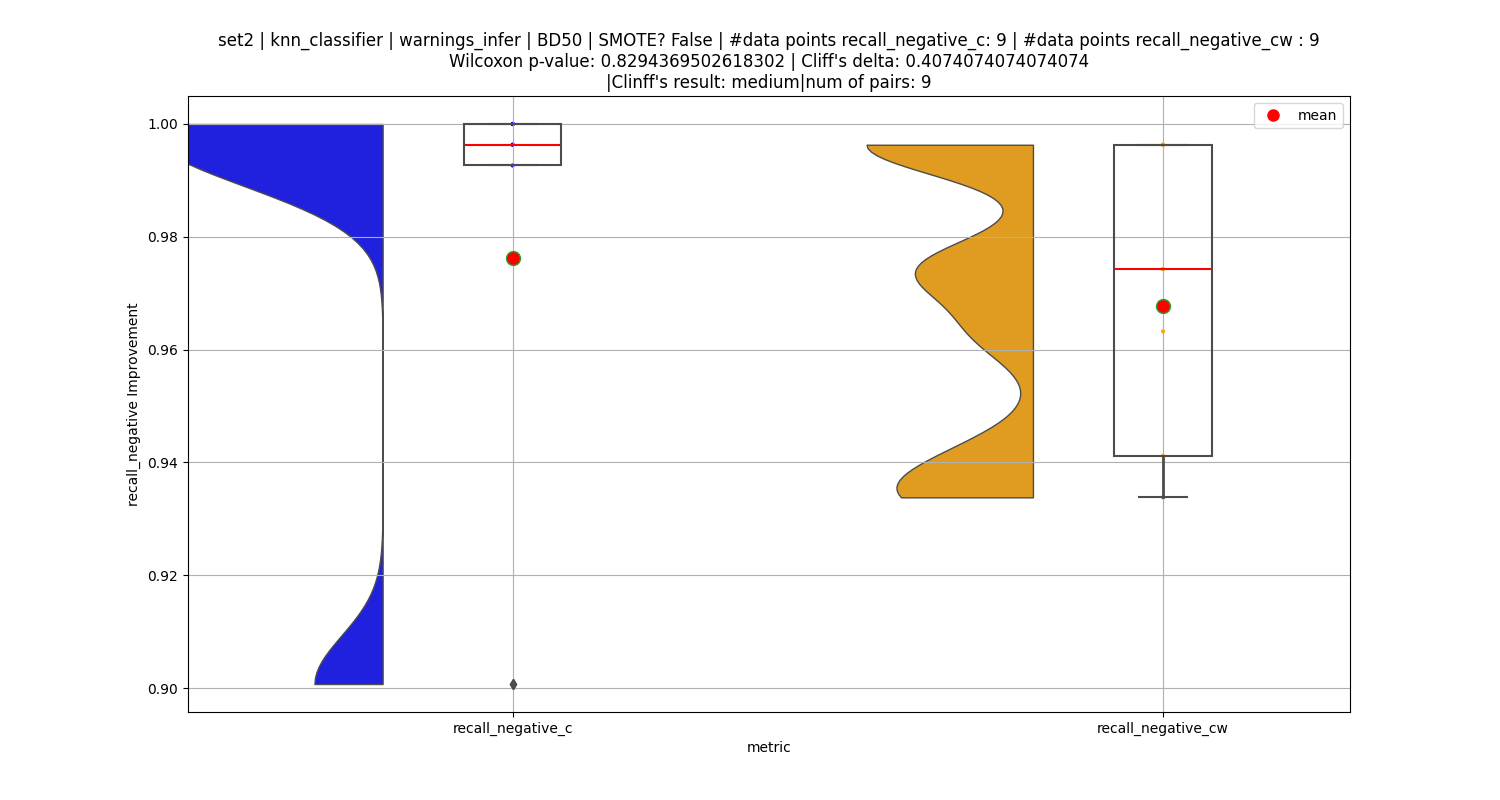 set2 | knn_classifier | warnings_infer | BD50 | SMOTE? False | #data points recall_negative_c: 9 | #data points recall_negative_cw : 9
Wilcoxon p-value: 0.8294369502618302 | Cliff's delta: 0.4074074074074074
|Clinff's result: medium|num of pairs: 9
mean
1.00
0.98
0.96
0.94
0.92
0.90
recall_negative Improvement
recall_negative_c
recall_negative_cw
metric